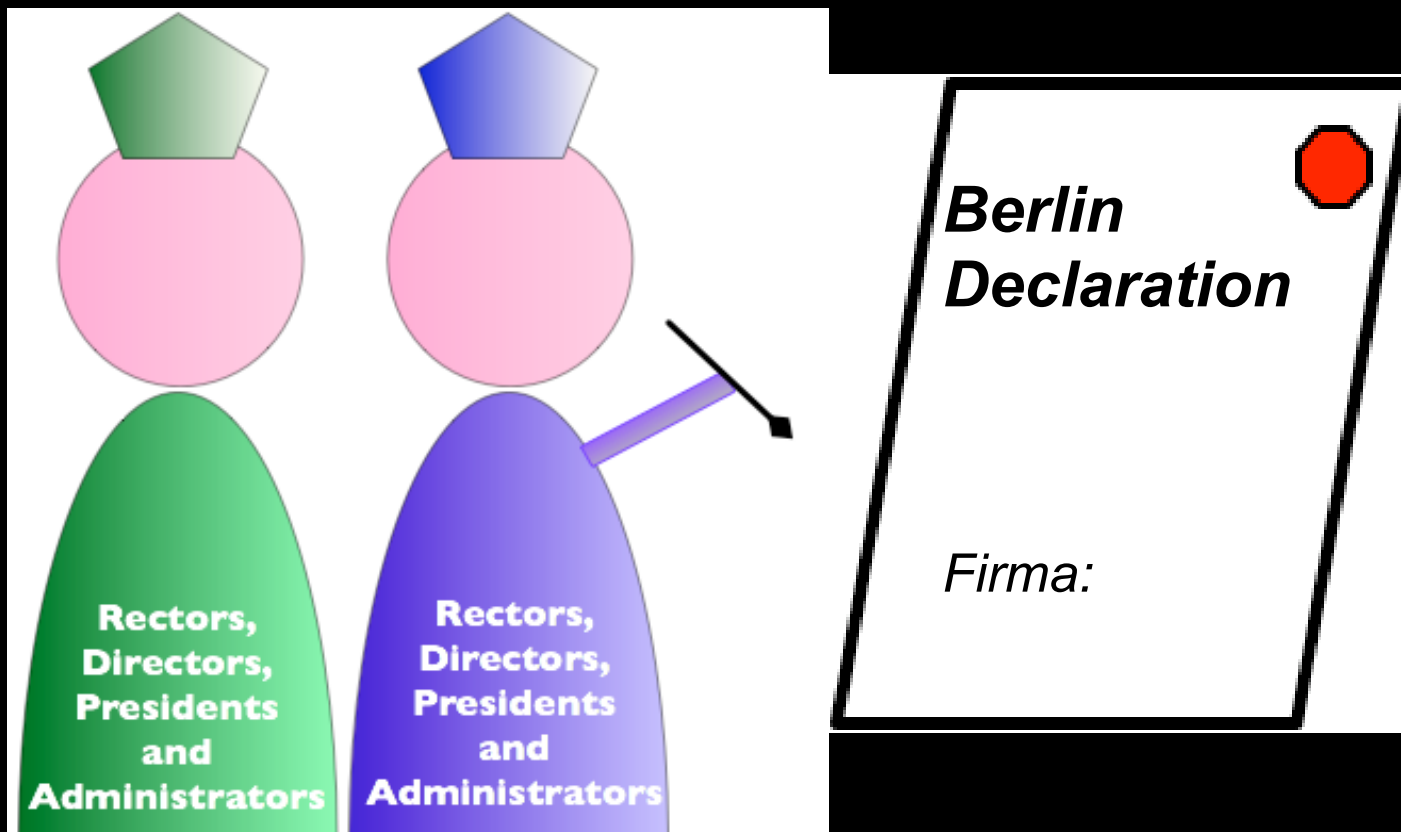 Rectors,
Directors,
Presidents
and
Administrators
Rectors,
Directors,
Presidents
and
Administrators
Berlin
Declaration
Firma: